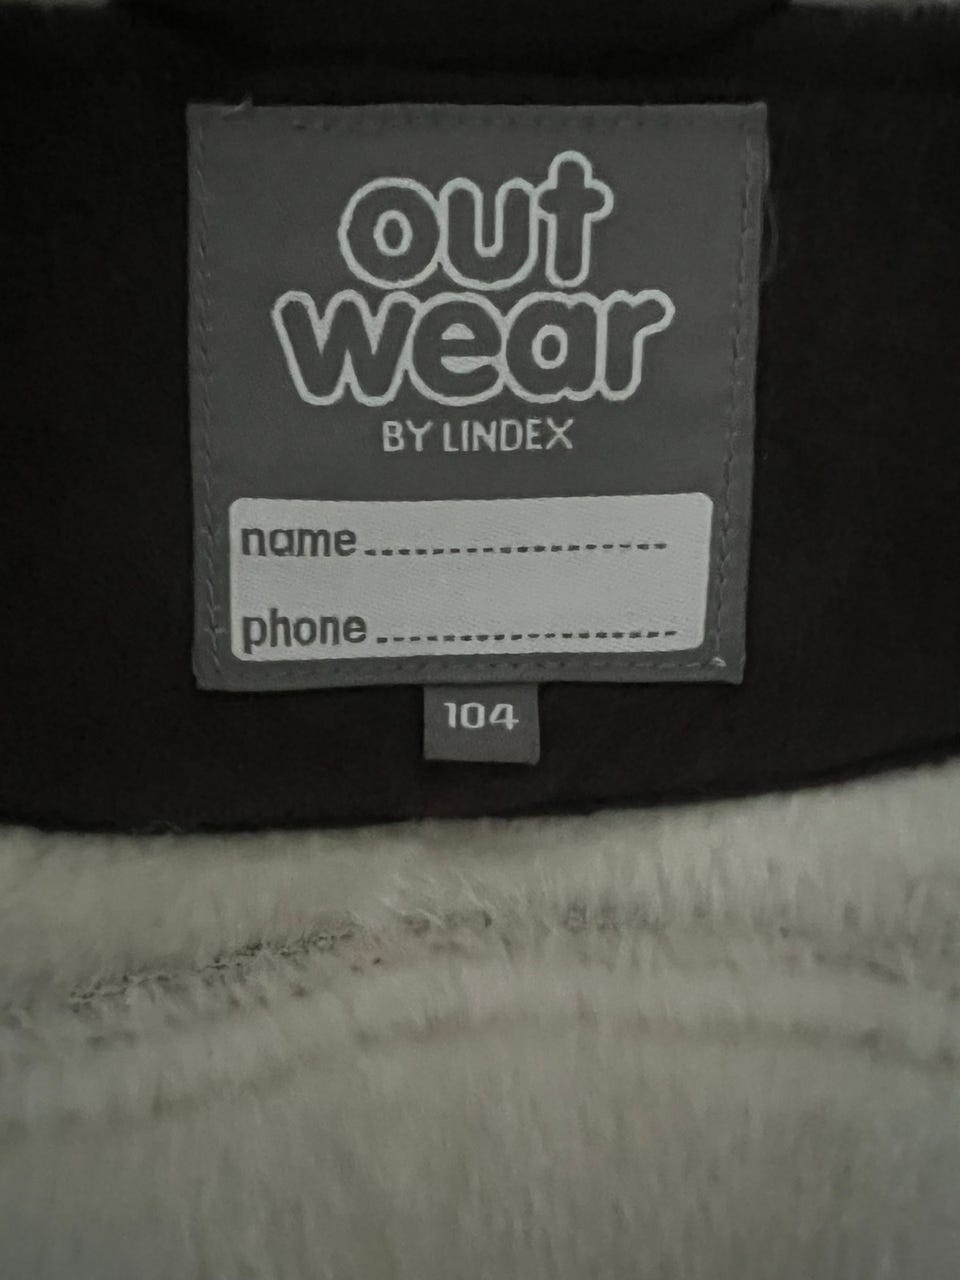 out
wear
BY LINDEX
name....................
phone....................
104